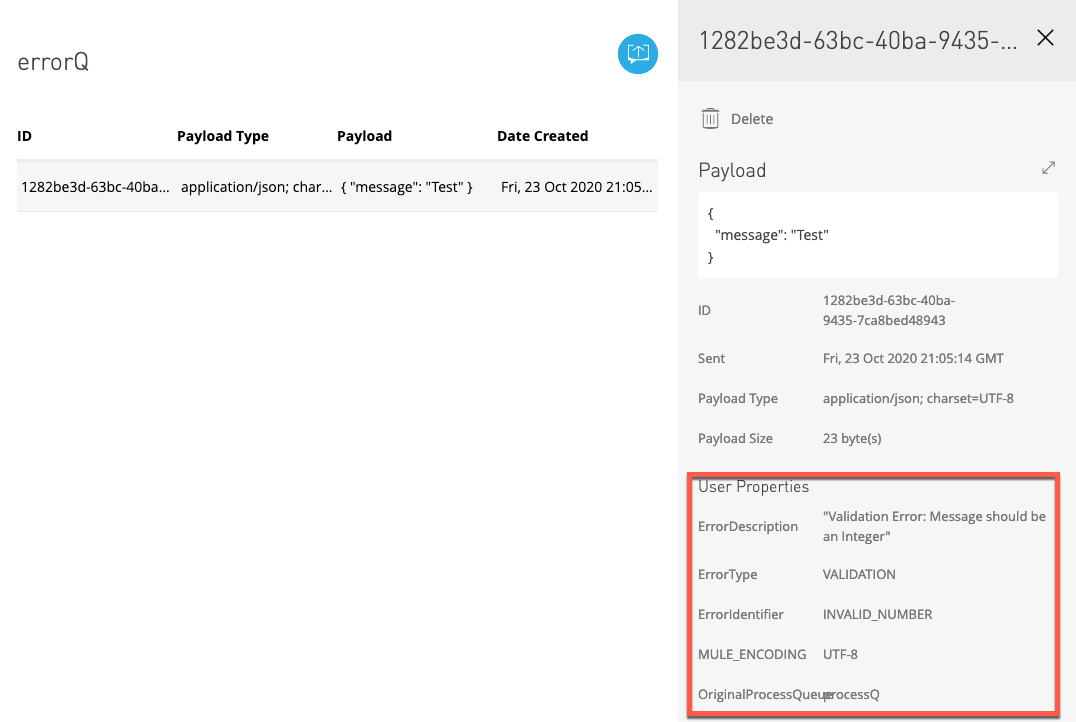 errorQ
ID Payload Type Payload Date Created
1282be3d-63bc-40ba... application/json; char... { "message": "Test" } Fri, 23 Oct 2020 21:05...
1282be3d-63bc-40ba-9435-...
Delete
Payload
{
"message": "Test"
}
ID 1282be3d-63bc-40ba-
9435-7ca8bed48943
Sent Fri, 23 Oct 2020 21:05:14 GMT
Payload Type application/json; charset=UTF-8
Payload Size 23 byte(s)
User Properties
ErrorDescription "Validation Error: Message should be
an Integer"
ErrorType VALIDATION
ErrorIdentifier INVALID_NUMBER
MULE_ENCODING UTF-8
OriginalProcessQueue processQ